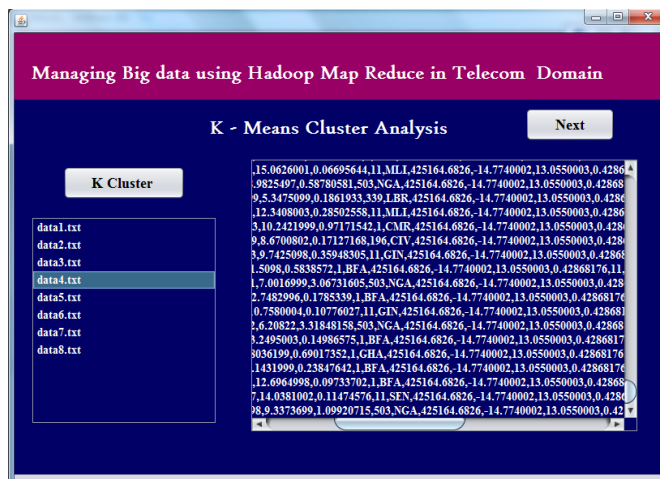 Managing Big data using Hadoop Map Reduce in Telecom Domain
K - Means Cluster Analysis
Next
K Cluster
data1.txt
data2.txt
data3.txt
data4.txt
data5.txt
data6.txt
data7.txt
data8.txt
,15.0626001,0.06695644,11,MLI,425164.6826,-14.7740002,13.0550003,0.4286
.9825497,0.58780581,503,NGA,425164.6826,-14.7740002,13.0550003,0.42868
9,5.3475099,0.1861933,339,LBR,425164.6826,-14.7740002,13.0550003,0.4286
,12.3408003,0.28502558,11,MLI,425164.6826,-14.7740002,13.0550003,0.4286
3,10.2421999,0.97171542,1,CMR,425164.6826,-14.7740002,13.0550003,0.428
9,8.6700802,0.17127168,196,CIV,425164.6826,-14.7740002,13.0550003,0.428
3,9.7425098,0.35948305,11,GIN,425164.6826,-14.7740002,13.0550003,0.4286
1.5098,0.5838572,1,BFA,425164.6826,-14.7740002,13.0550003,0.42868176,11,
1,7.0016999,3.06731605,503,NGA,425164.6826,-14.7740002,13.0550003,0.428
2.7482996,0.1785339,1,BFA,425164.6826,-14.7740002,13.0550003,0.42868176
0.7580004,0.10776027,11,GIN,425164.6826,-14.7740002,13.0550003,0.42868
2,6.20822,3.31848158,503,NGA,425164.6826,-14.7740002,13.0550003,0.42868
3.2495003,0.14986575,1,BFA,425164.6826,-14.7740002,13.0550003,0.4286817
8036199,0.69017352,1,GHA,425164.6826,-14.7740002,13.0550003,0.42868176
.1431999,0.23847642,1,BFA,425164.6826,-14.7740002,13.0550003,0.42868176
,12.6964998,0.09733702,1,BFA,425164.6826,-14.7740002,13.0550003,0.4286
7,14.0381002,0.11474576,11,SEN,425164.6826,-14.7740002,13.0550003,0.428
98,9.3373699,1.09920715,503,NGA,425164.6826,-14.7740002,13.0550003,0.42